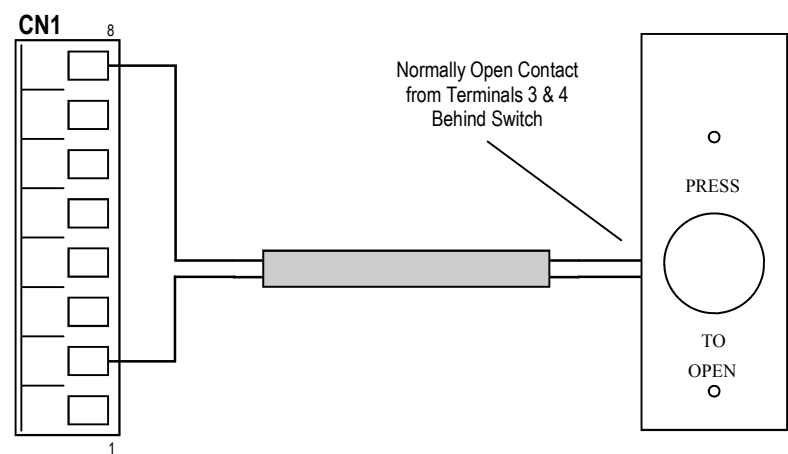 CN1
8
Normally Open Contact
from Terminals 3 & 4
Behind Switch
PRESS
TO
OPEN
1